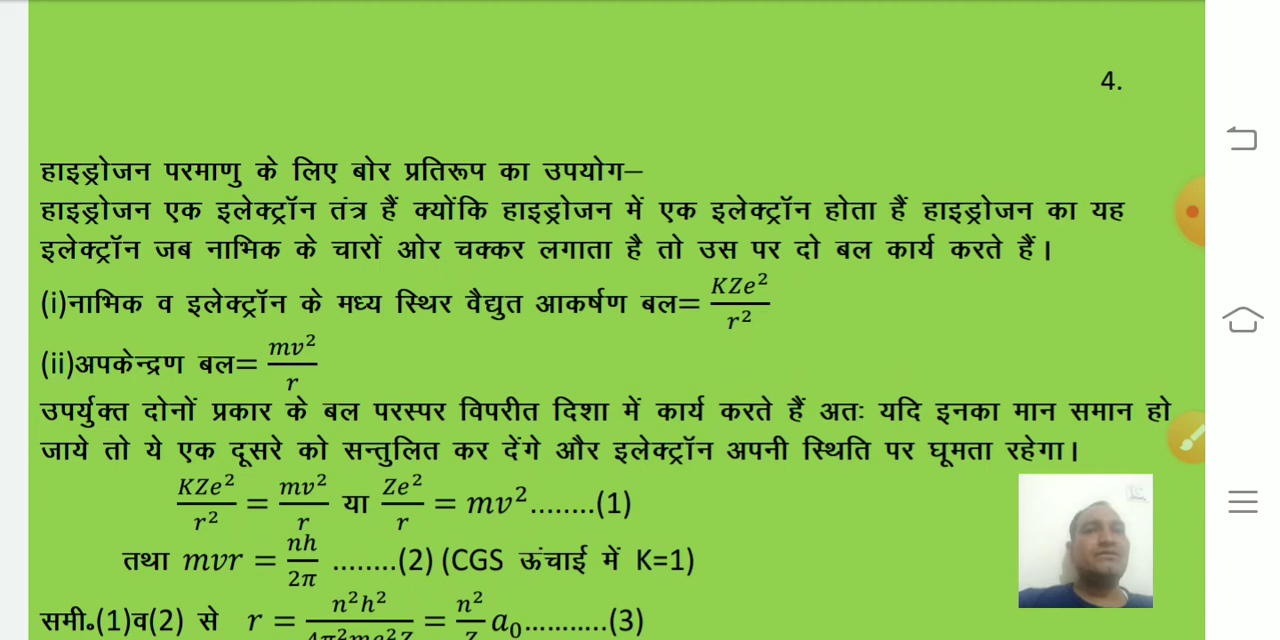 4.
हाइड्रोजन परमाणु के लिए बोर प्रतिरूप का उपयोग–
हाइड्रोजन एक इलेक्ट्रॉन तंत्र हैं क्योंकि हाइड्रोजन में एक इलेक्ट्रॉन होता हैं हाइड्रोजन का यह
इलेक्ट्रॉन जब नाभिक के चारों ओर चक्कर लगाता है तो उस पर दो बल कार्य करते हैं।
(i)नाभिक व इलेक्ट्रॉन के मध्य स्थिर वैद्युत आकर्षण बल= KZe²/r²
(ii)अपकेन्द्रण बल= mv²/r
उपर्युक्त दोनों प्रकार के बल परस्पर विपरीत दिशा में कार्य करते हैं अतः यदि इनका मान समान हो
जाये तो ये एक दूसरे को सन्तुलित कर देंगे और इलेक्ट्रॉन अपनी स्थिति पर घूमता रहेगा।
KZe²/r² = mv²/r या Ze²/r = mv²........(1)
तथा mvr = nh/2π ........(2) (CGS ऊंचाई में K=1)
समी॰(1)व(2) से r = n²h²/4π²me²Z = n²/Z a₀...........(3)